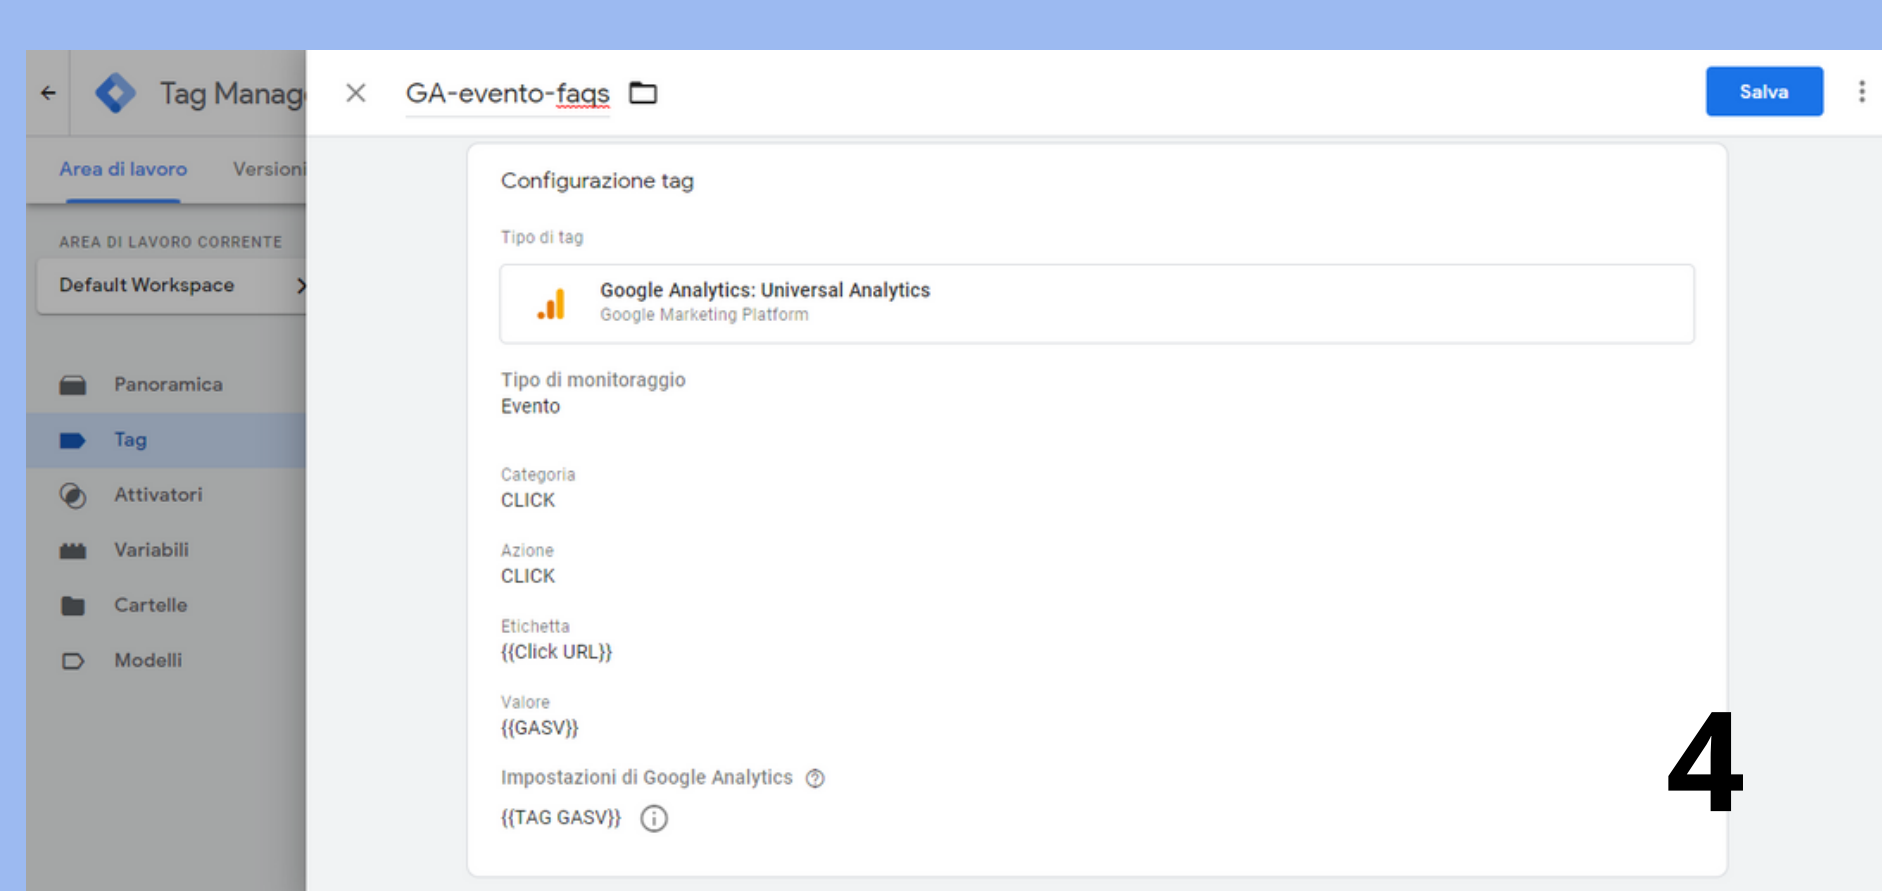 Tag Manag
GA-evento-faqs
Salva
Area di lavoro
Versioni
AREA DI LAVORO CORRENTE
Default Workspace
Panoramica
Tag
Attivatori
Variabili
Cartelle
Modelli
Configurazione tag
Tipo di tag
Google Analytics: Universal Analytics
Google Marketing Platform
Tipo di monitoraggio
Evento
Categoria
CLICK
Azione
CLICK
Etichetta
{{Click URL}}
Valore
{{GASV}}
Impostazioni di Google Analytics
{{TAG GASV}}
4